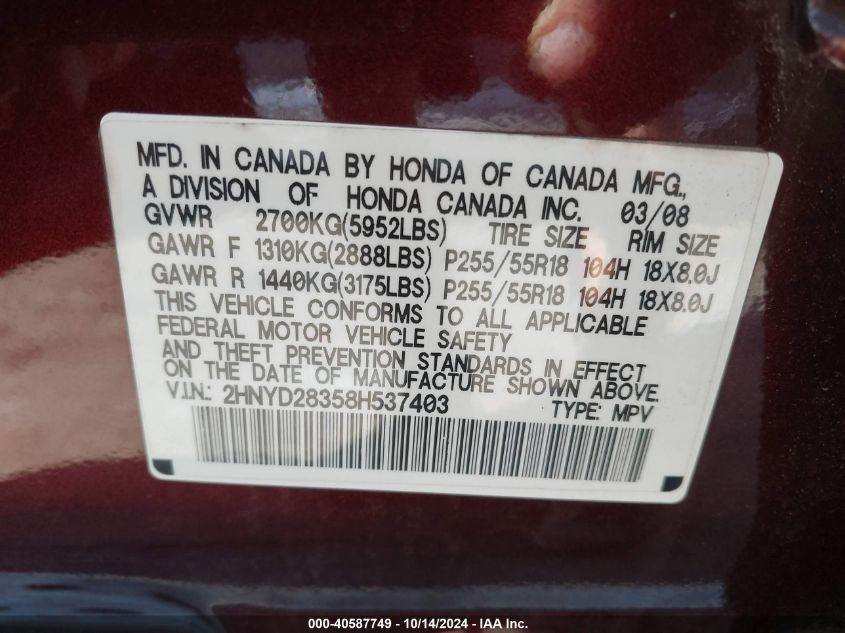 MFD. IN CANADA BY HONDA OF CANADA MFG.,
A DIVISION OF HONDA CANADA INC. 03/08
GVWR 2700KG(5952LBS) TIRE SIZE RIM SIZE
GAWR F 1310KG(2888LBS) P255/55R18 104H 18X8.0J
GAWR R 1440KG(3175LBS) P255/55R18 104H 18X8.0J
THIS VEHICLE CONFORMS TO ALL APPLICABLE
FEDERAL MOTOR VEHICLE SAFETY
AND THEFT PREVENTION STANDARDS IN EFFECT
ON THE DATE OF MANUFACTURE SHOWN ABOVE.
V.I.N.: 2HNYD28358H537403 TYPE: MPV
000-40587749 - 10/14/2024 - IAA Inc.